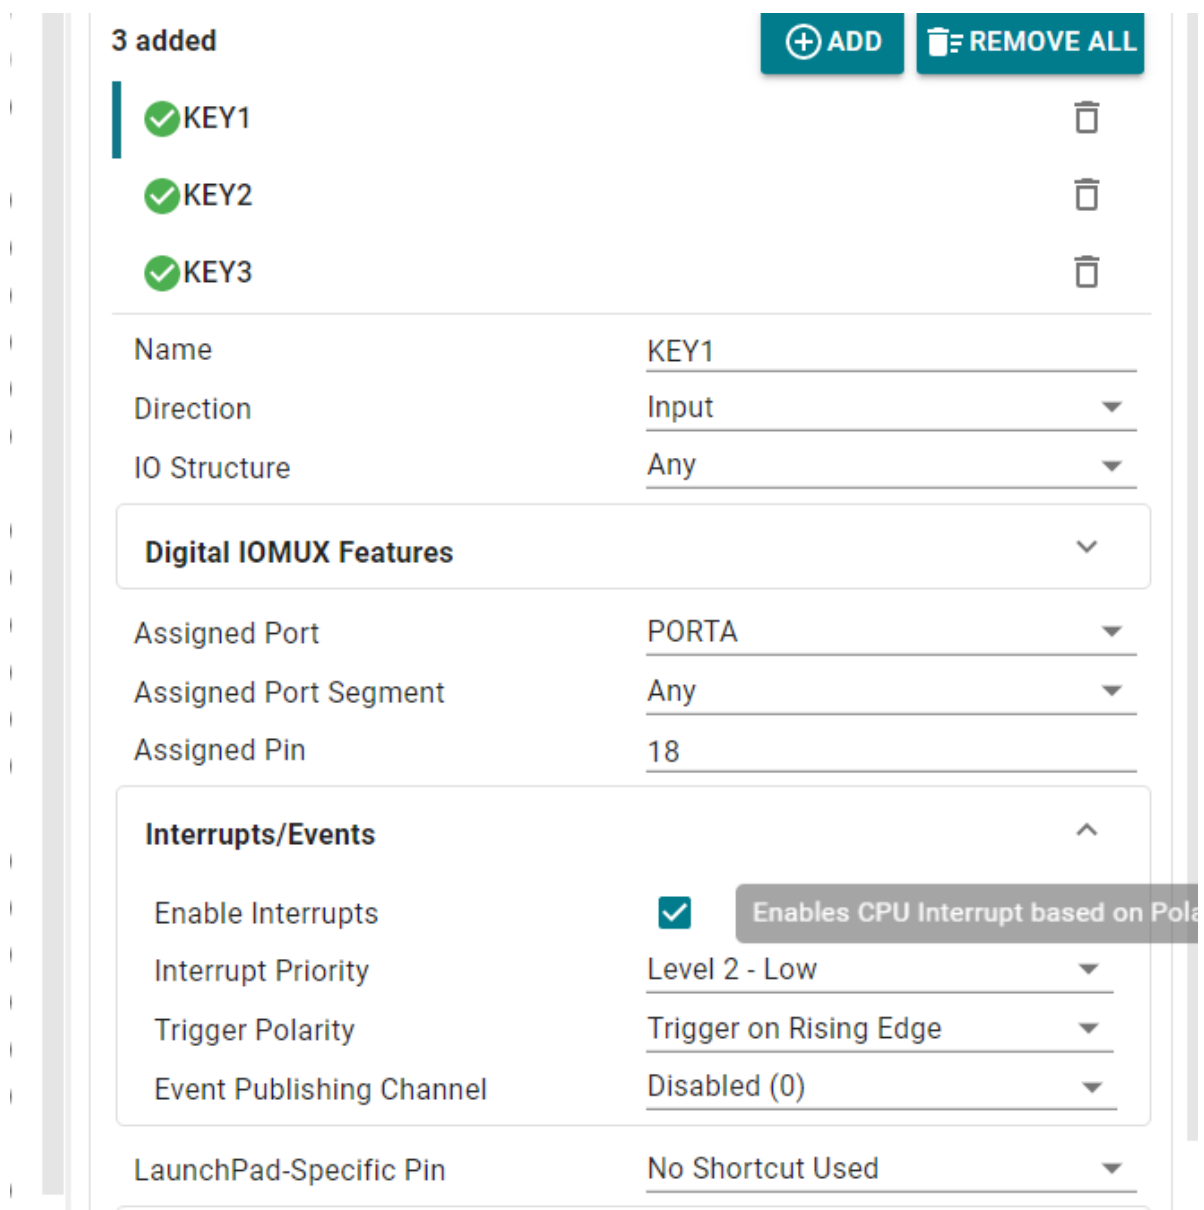 3 added
ADD
REMOVE ALL
KEY1
KEY2
KEY3
Name KEY1
Direction Input
IO Structure Any
Digital IOMUX Features
Assigned Port PORTA
Assigned Port Segment Any
Assigned Pin 18
Interrupts/Events
Enable Interrupts Enables CPU Interrupt based on
Interrupt Priority Level 2 - Low
Trigger Polarity Trigger on Rising Edge
Event Publishing Channel Disabled (0)
LaunchPad-Specific Pin No Shortcut Used